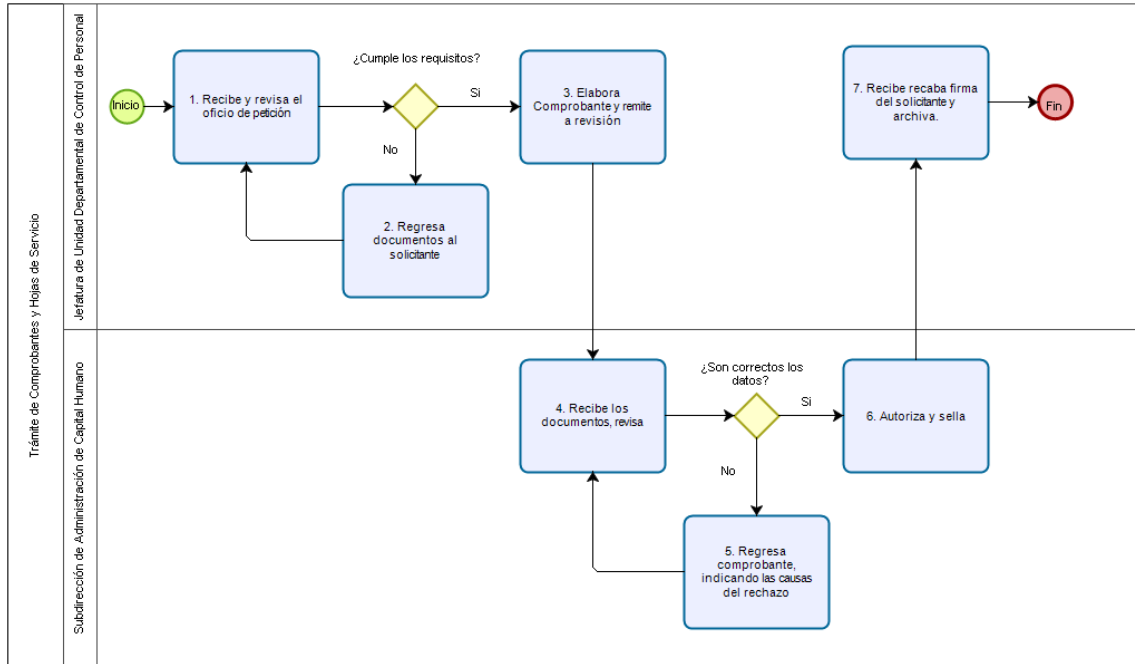 Trámite de Comprobantes y Hojas de Servicio
Jefatura de Unidad Departamental de Control de Personal
Inicio
1. Recibe y revisa el
oficio de petición
¿Cumple los requisitos?
Si
No
2. Regresa
documentos al
solicitante
3. Elabora
Comprobante y remite
a revisión
7. Recibe recaba firma
del solicitante y
archiva.
Fin
Subdirección de Administración de Capital Humano
4. Recibe los
documentos, revisa
¿Son correctos los
datos?
Si
No
5. Regresa
comprobante,
indicando las causas
del rechazo
6. Autoriza y sella